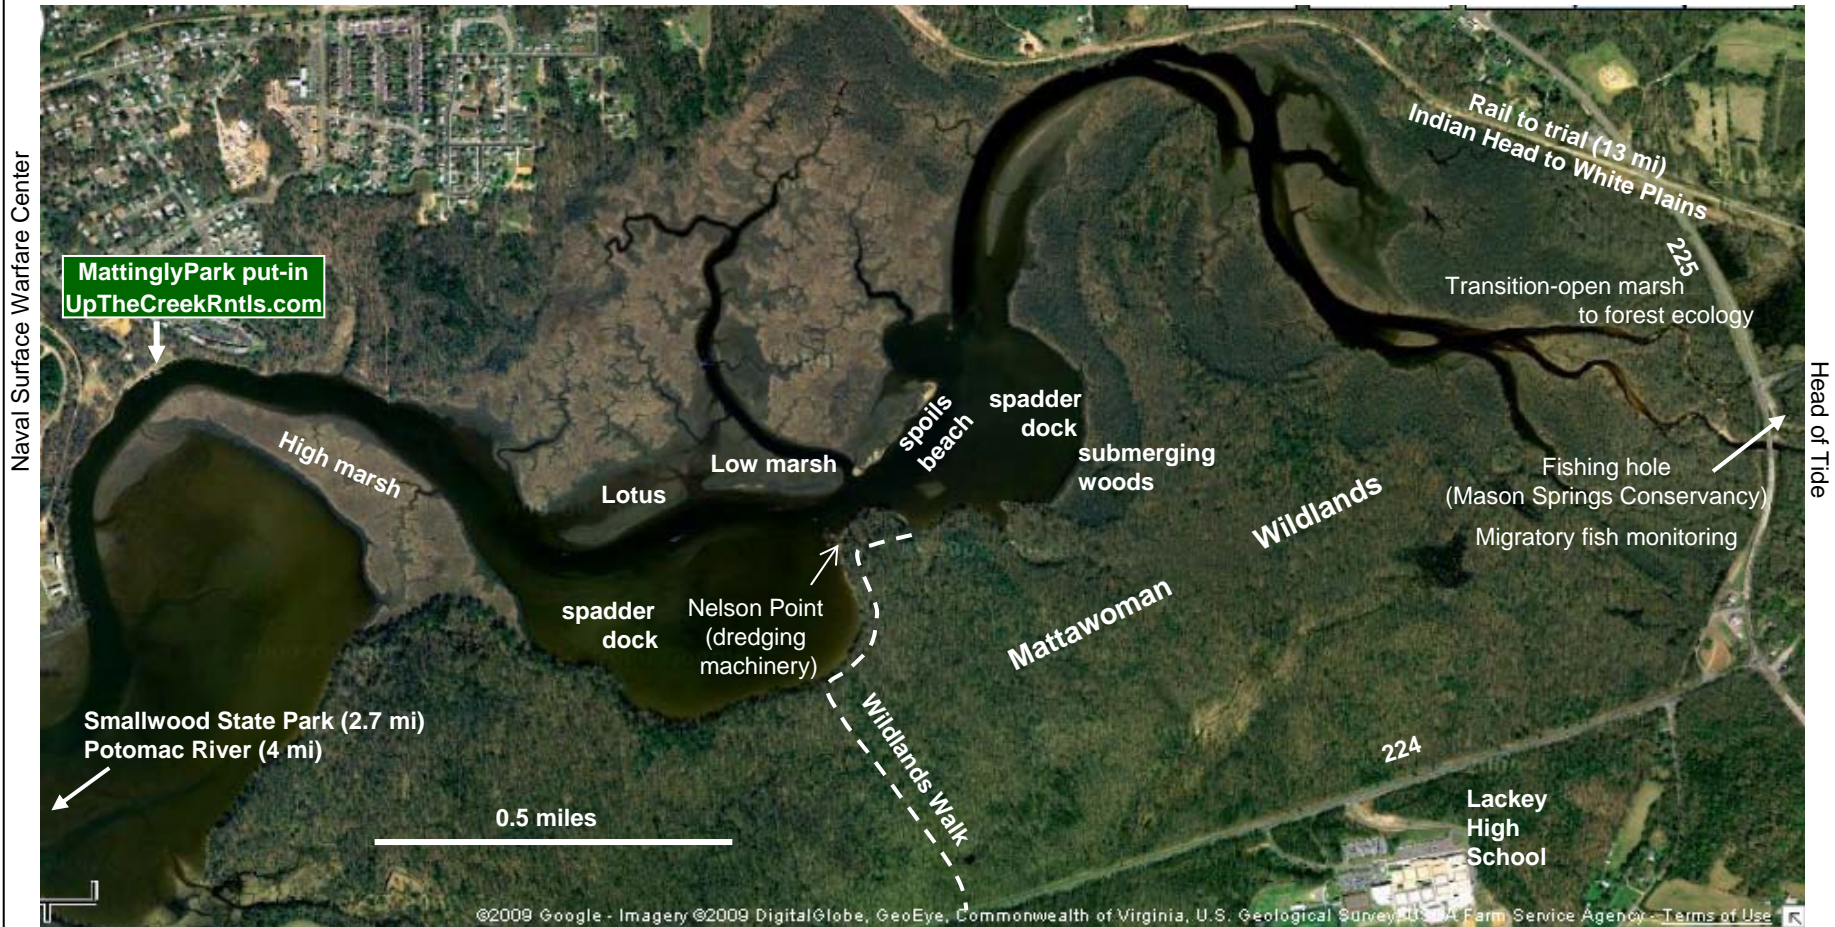 Naval Surface Warfare Center
MattinglyPark put-in
UpTheCreekRntls.com
Rail to trial (13 mi)
Indian Head to White Plains
225
Transition-open marsh
to forest ecology
Head of Tide
High marsh
Lotus
Low marsh
spoils
beach
spadder
dock
submerging
woods
Fishing hole
(Mason Springs Conservancy)
Migratory fish monitoring
Wildlands
Mattawoman
spadder
dock
Nelson Point
(dredging
machinery)
Smallwood State Park (2.7 mi)
Potomac River (4 mi)
Wildlands Walk
0.5 miles
224
Lackey
High
School
©2009 Google - Imagery ©2009 DigitalGlobe, GeoEye, Commonwealth of Virginia, U.S. Geological Survey, USDA Farm Service Agency - Terms of Use